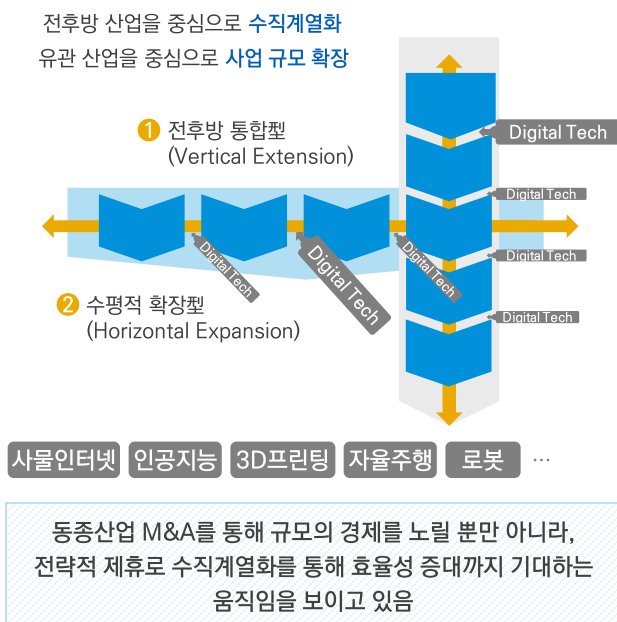 전후방 산업을 중심으로 수직계열화
유관 산업을 중심으로 사업 규모 확장
1 전후방 통합型
(Vertical Extension)
Digital Tech
Digital Tech
Digital Tech
Digital Tech
Digital Tech
Digital Tech
Digital Tech
2 수평적 확장型
(Horizontal Expansion)
사물인터넷 인공지능 3D프린팅 자율주행 로봇 …
동종산업 M&A를 통해 규모의 경제를 노릴 뿐만 아니라,
전략적 제휴로 수직계열화를 통해 효율성 증대까지 기대하는
움직임을 보이고 있음